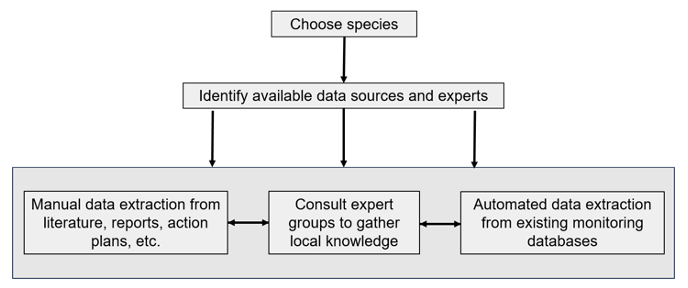 Choose species
Identify available data sources and experts
Manual data extraction from
literature, reports, action
plans, etc.
Consult expert
groups to gather
local knowledge
Automated data extraction
from existing monitoring
databases